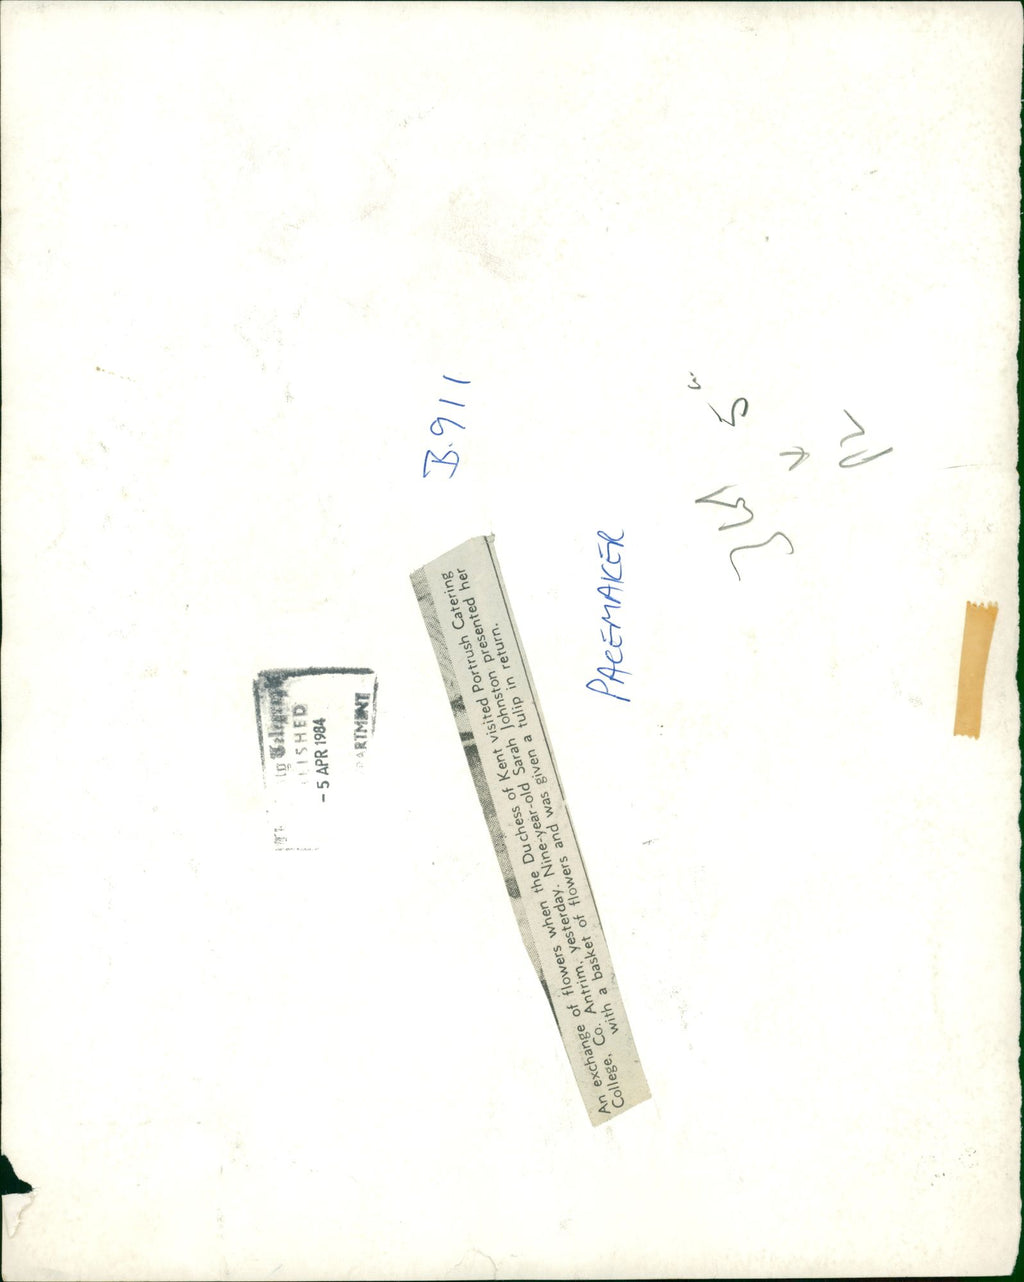 B.911
LISHED
- 5 APR 1984
ARTMENT
An exchange of flowers when the Duchess of Kent visited Portrush Catering
College, Co. Antrim, yesterday. Nine-year-old Sarah Johnston presented her
with a basket of flowers and was given a tulip in return.
PACEMAKER